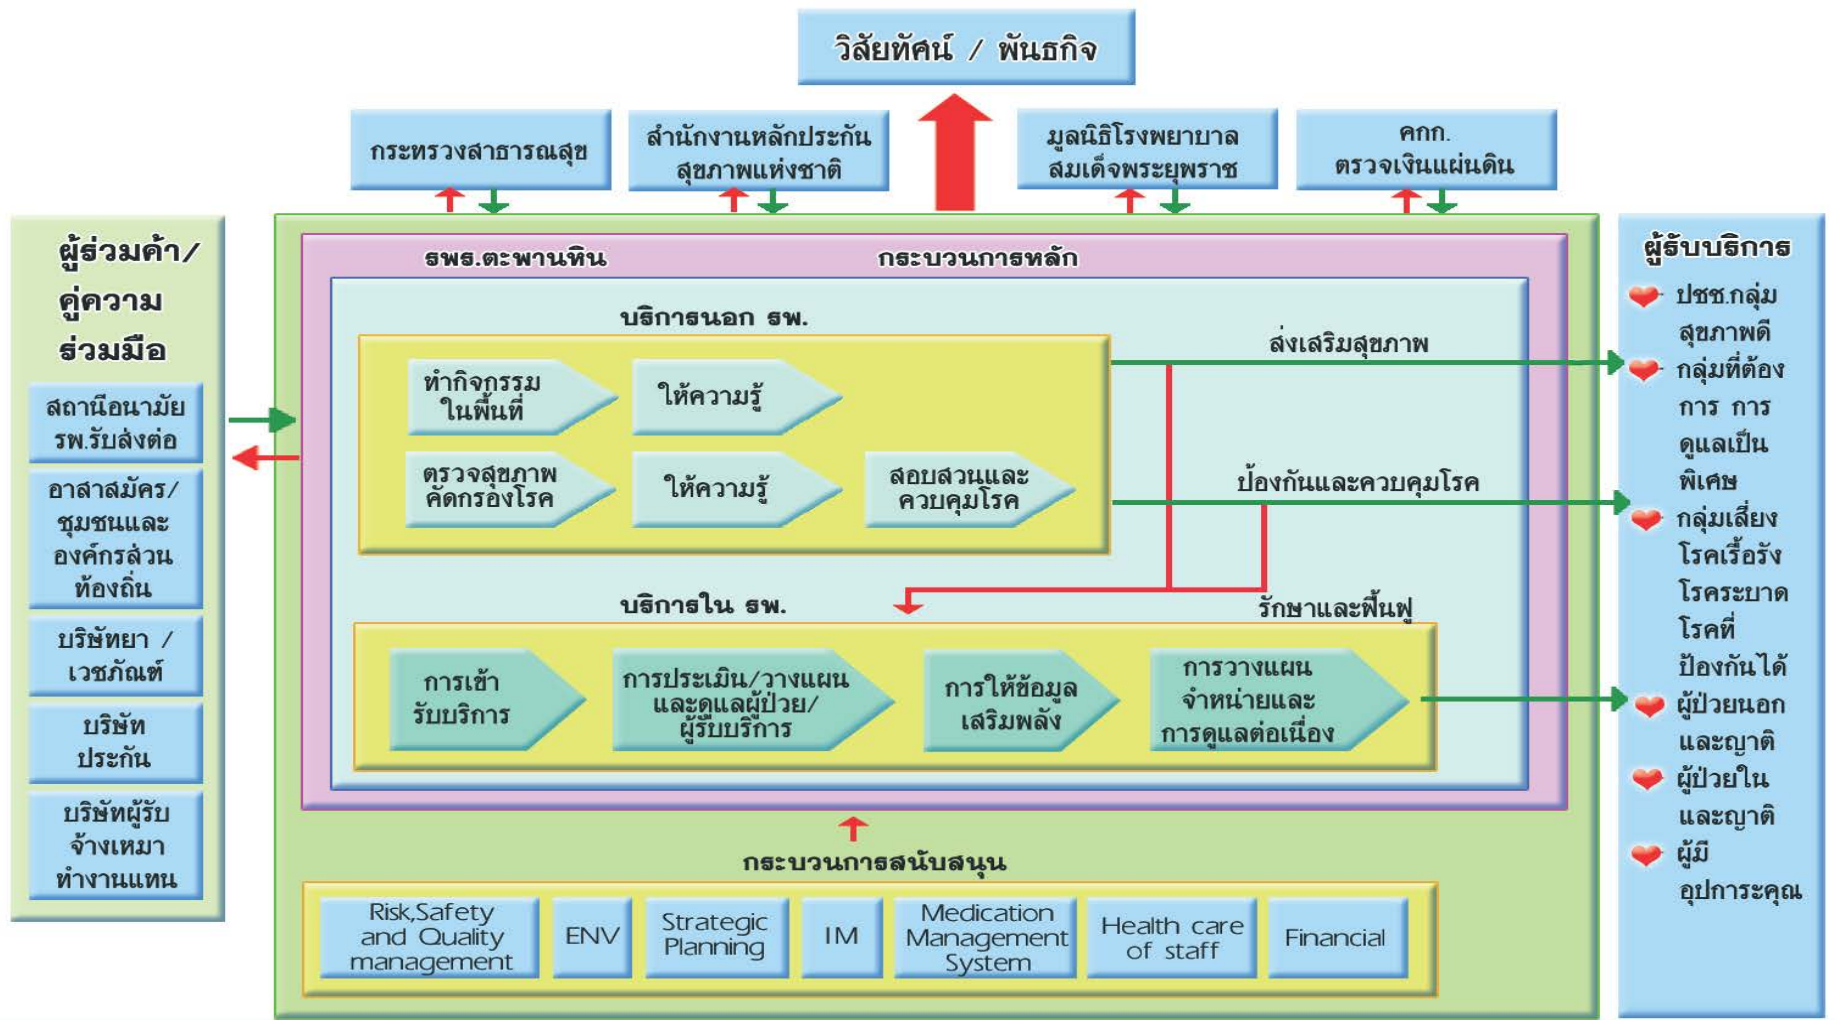 วิสัยทัศน์ / พันธกิจ
กระทรวงสาธารณสุข
สำนักงานหลักประกัน
สุขภาพแห่งชาติ
มูลนิธิโรงพยาบาล
สมเด็จพระยุพราช
คกก.
ตรวจเงินแผ่นดิน
ผู้ร่วมค้า/
คู่ความ
ร่วมมือ
สถานีอนามัย
รพ.รับส่งต่อ
อาสาสมัคร/
ชุมชนและ
องค์กรส่วน
ท้องถิ่น
บริษัทยา /
เวชภัณฑ์
บริษัท
ประกัน
บริษัทผู้รับ
จ้างเหมา
ทำงานแทน
รพร.ตะพานหิน
กระบวนการหลัก
บริการนอก รพ.
ทำกิจกรรม
ในพื้นที่
ให้ความรู้
ตรวจสุขภาพ
คัดกรองโรค
ให้ความรู้
สอบสวนและ
ควบคุมโรค
ส่งเสริมสุขภาพ
ป้องกันและควบคุมโรค
บริการใน รพ.
รักษาและฟื้นฟู
การเข้า
รับบริการ
การประเมิน/วางแผน
และดูแลผู้ป่วย/
ผู้รับบริการ
การให้ข้อมูล
เสริมพลัง
การวางแผน
จำหน่ายและ
การดูแลต่อเนื่อง
กระบวนการสนับสนุน
Risk,Safety
and Quality
management
ENV
Strategic
Planning
IM
Medication
Management
System
Health care
of staff
Financial
ผู้รับบริการ
ปชช.กลุ่ม
สุขภาพดี
กลุ่มที่ต้อง
การ การ
ดูแลเป็น
พิเศษ
กลุ่มเสี่ยง
โรคเรื้อรัง
โรคระบาด
โรคที่
ป้องกันได้
ผู้ป่วยนอก
และญาติ
ผู้ป่วยใน
และญาติ
ผู้มี
อุปการะคุณ